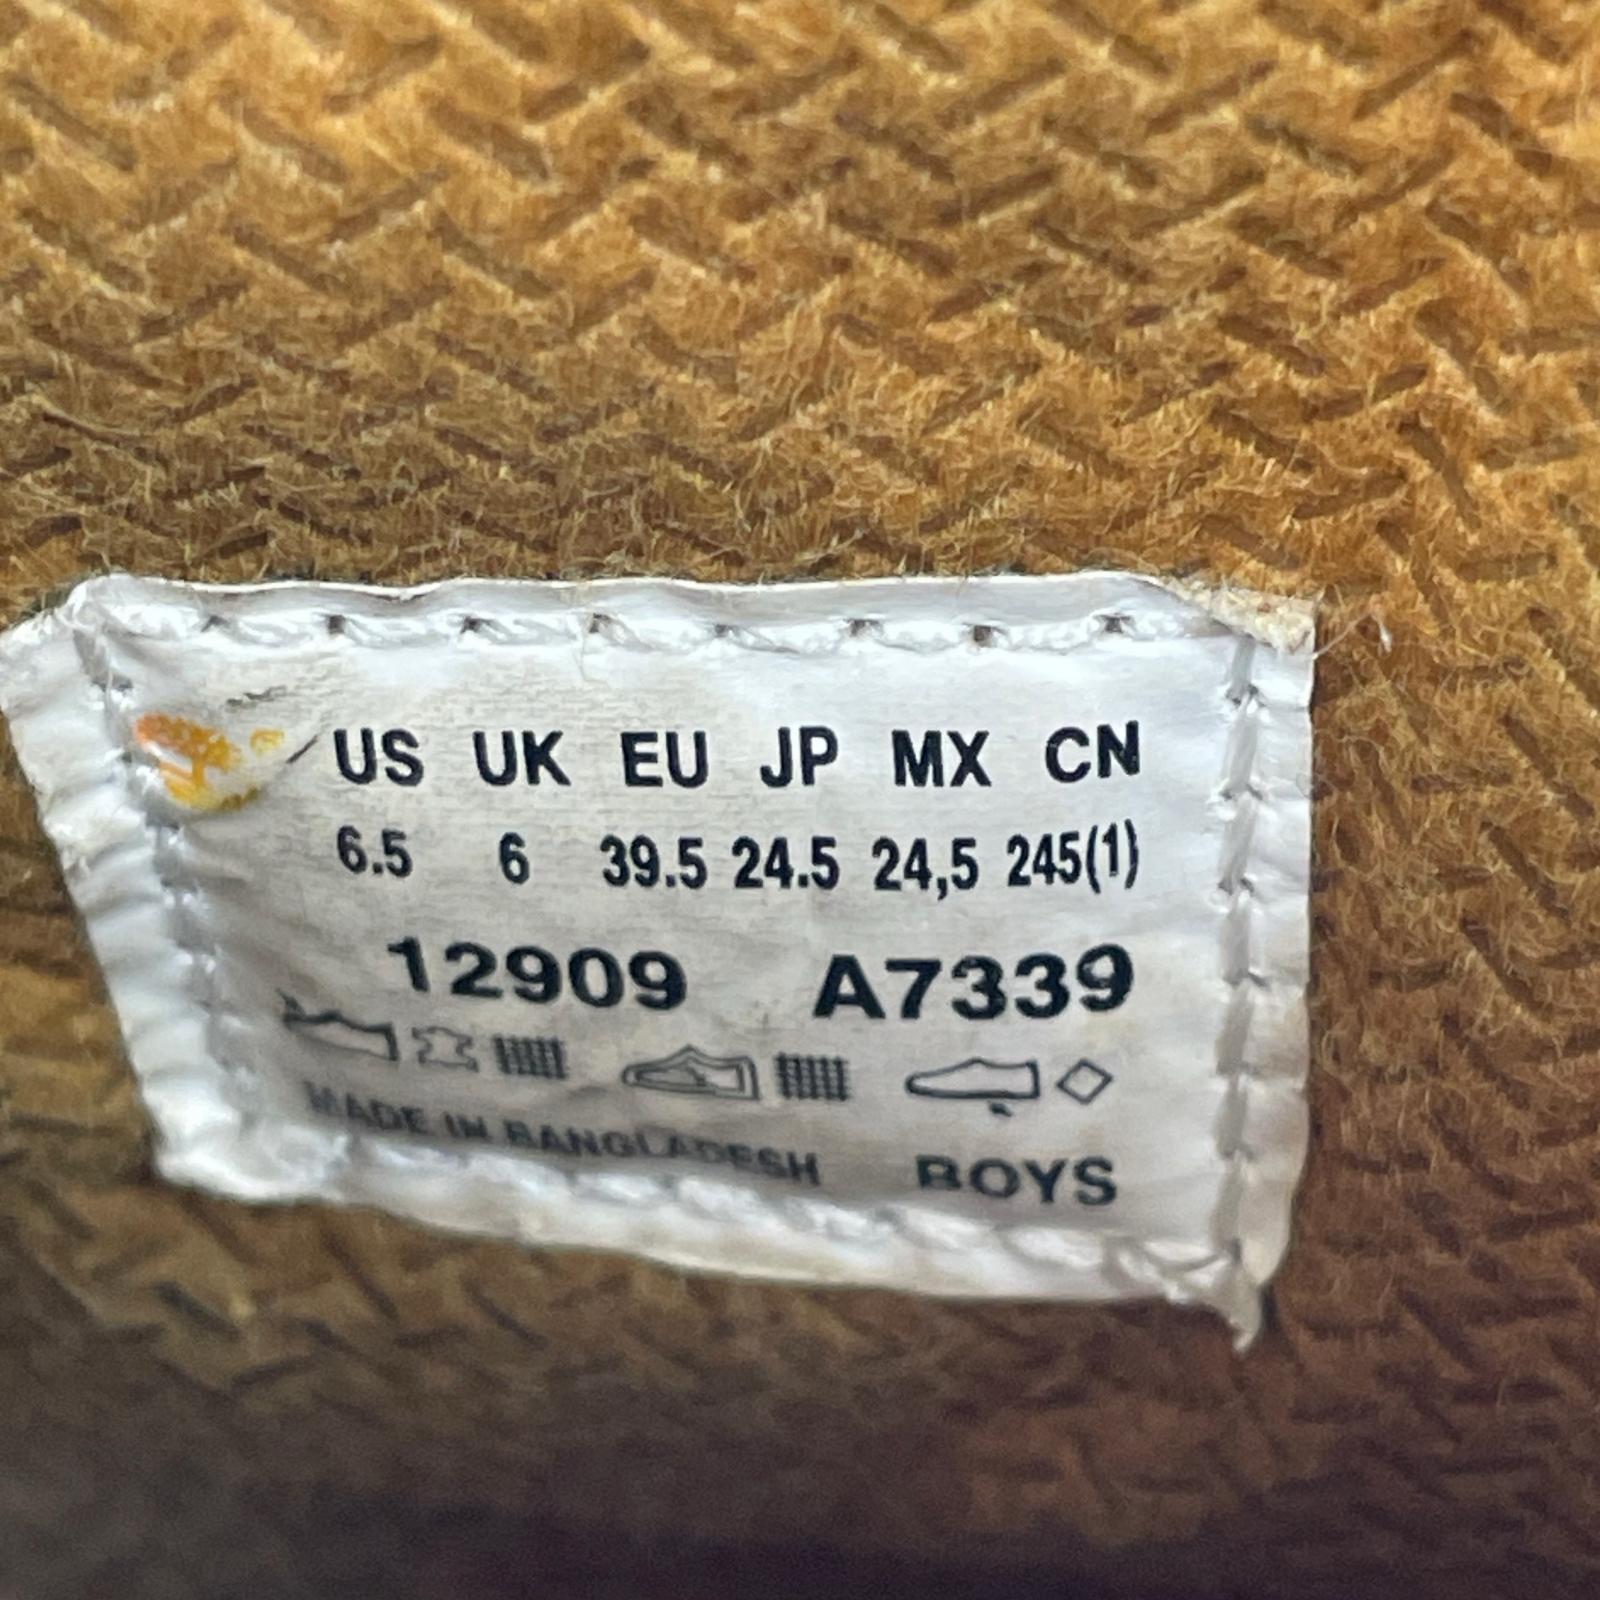 US UK EU JP MX CN
6.5 6 39.5 24.5 24,5 245(1)
12909 A7339
MADE IN BANGLADESH BOYS